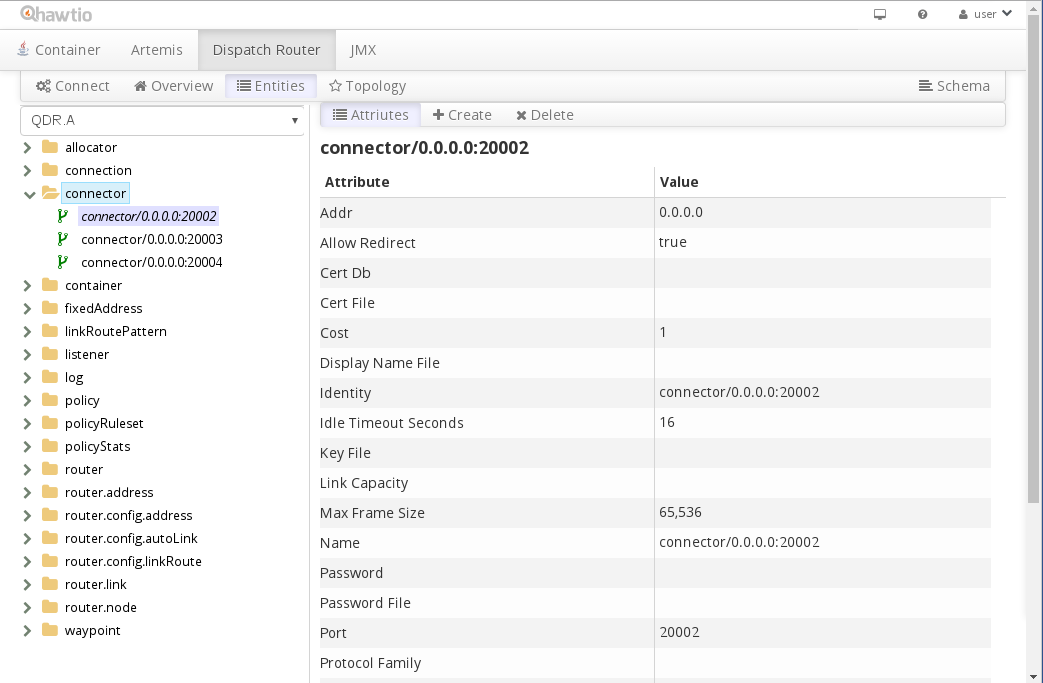 hawtio
user
Container Artemis Dispatch Router JMX
Connect Overview Entities Topology Schema
QDR.A
Attriutes Create Delete
allocator
connection
connector
connector/0.0.0.0:20002
connector/0.0.0.0:20003
connector/0.0.0.0:20004
container
fixedAddress
linkRoutePattern
listener
log
policy
policyRuleset
policyStats
router
router.address
router.config.address
router.config.autoLink
router.config.linkRoute
router.link
router.node
waypoint
connector/0.0.0.0:20002
Attribute Value
Addr 0.0.0.0
Allow Redirect true
Cert Db
Cert File
Cost 1
Display Name File
Identity connector/0.0.0.0:20002
Idle Timeout Seconds 16
Key File
Link Capacity
Max Frame Size 65,536
Name connector/0.0.0.0:20002
Password
Password File
Port 20002
Protocol Family